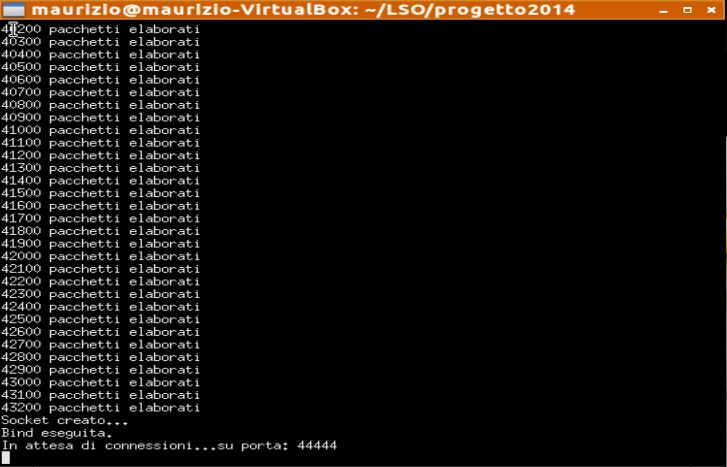 maurizio@maurizio-VirtualBox: ~/LSO/progetto2014
40200 pacchetti elaborati
40300 pacchetti elaborati
40400 pacchetti elaborati
40500 pacchetti elaborati
40600 pacchetti elaborati
40700 pacchetti elaborati
40800 pacchetti elaborati
40900 pacchetti elaborati
41000 pacchetti elaborati
41100 pacchetti elaborati
41200 pacchetti elaborati
41300 pacchetti elaborati
41400 pacchetti elaborati
41500 pacchetti elaborati
41600 pacchetti elaborati
41700 pacchetti elaborati
41800 pacchetti elaborati
41900 pacchetti elaborati
42000 pacchetti elaborati
42100 pacchetti elaborati
42200 pacchetti elaborati
42300 pacchetti elaborati
42400 pacchetti elaborati
42500 pacchetti elaborati
42600 pacchetti elaborati
42700 pacchetti elaborati
42800 pacchetti elaborati
42900 pacchetti elaborati
43000 pacchetti elaborati
43100 pacchetti elaborati
43200 pacchetti elaborati
Socket creato...
Bind eseguita.
In attesa di connessioni...su porta: 44444